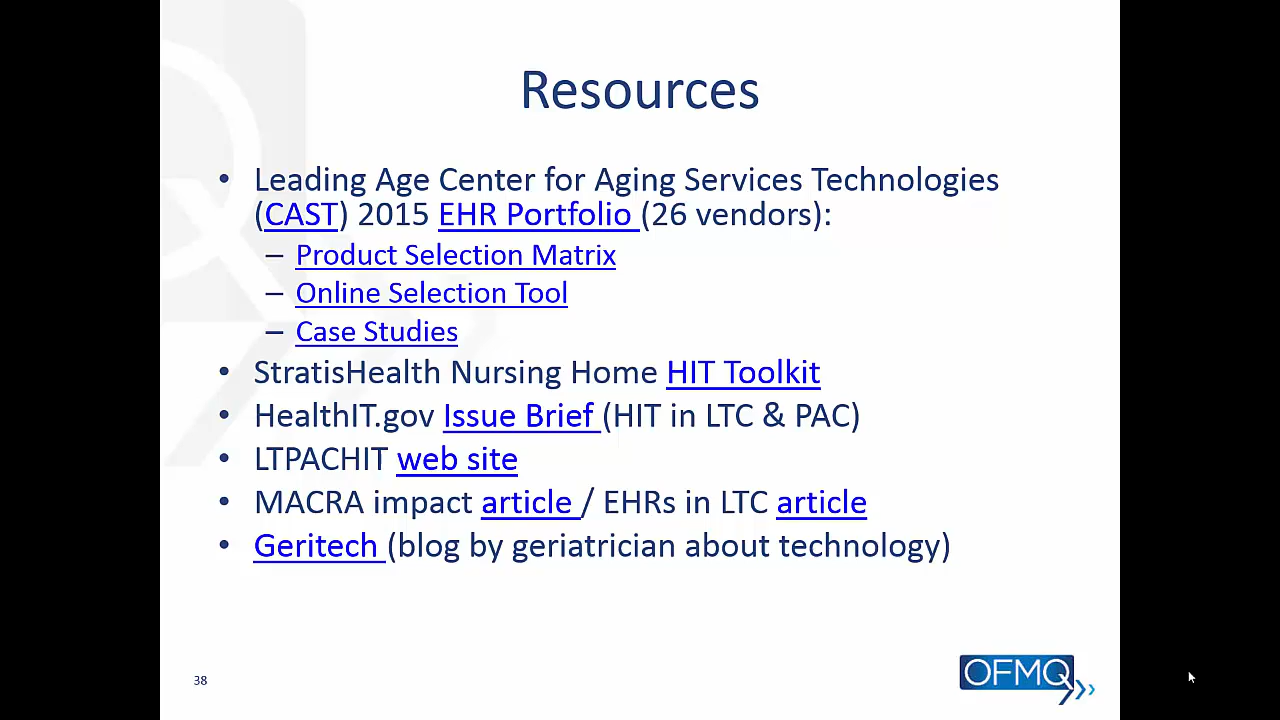 Resources
• Leading Age Center for Aging Services Technologies
(CAST) 2015 EHR Portfolio (26 vendors):
– Product Selection Matrix
– Online Selection Tool
– Case Studies
• StratisHealth Nursing Home HIT Toolkit
• HealthIT.gov Issue Brief (HIT in LTC & PAC)
• LTPACHIT web site
• MACRA impact article / EHRs in LTC article
• Geritech (blog by geriatrician about technology)
38
OFMQ